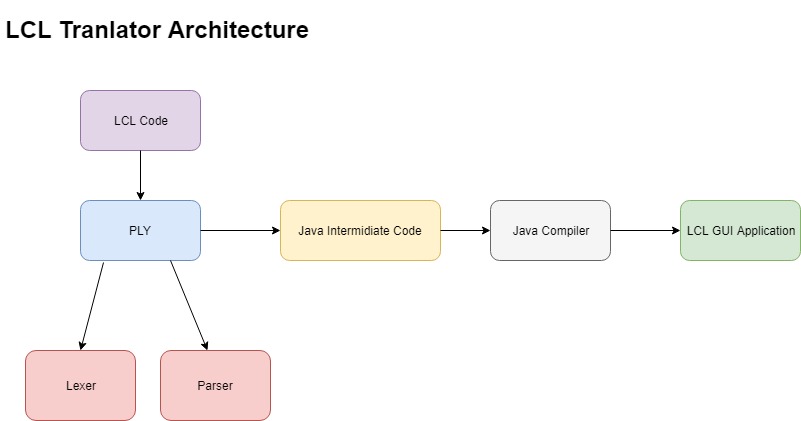 LCL Tranlator Architecture
LCL Code
PLY
Java Intermidiate Code
Java Compiler
LCL GUI Application
Lexer
Parser